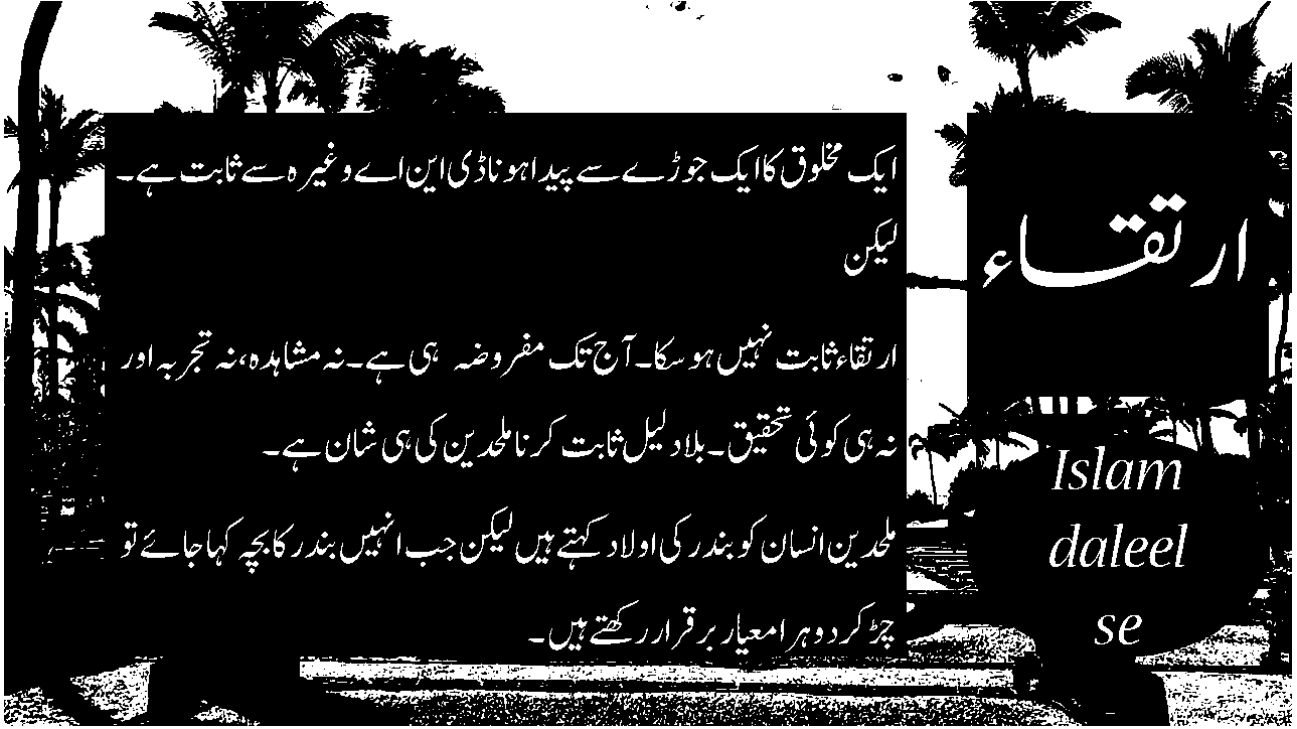 ارتقاء
ایک مخلوق کا ایک جوڑے سے پیدا ہونا ڈی این اے وغیرہ سے ثابت ہے۔
لیکن
ارتقاء ثابت نہیں ہو سکا۔ آج تک مفروضہ ہی ہے۔ نہ مشاہدہ، نہ تجربہ اور
نہ ہی کوئی تحقیق۔ بلا دلیل ثابت کرنا ملحدین کی ہی شان ہے۔
ملحدین انسان کو بندر کی اولاد کہتے ہیں لیکن جب انہیں بندر کا بچہ کہا جائے تو
چڑ کر دوہرا معیار برقرار رکھتے ہیں۔
Islam
daleel
se